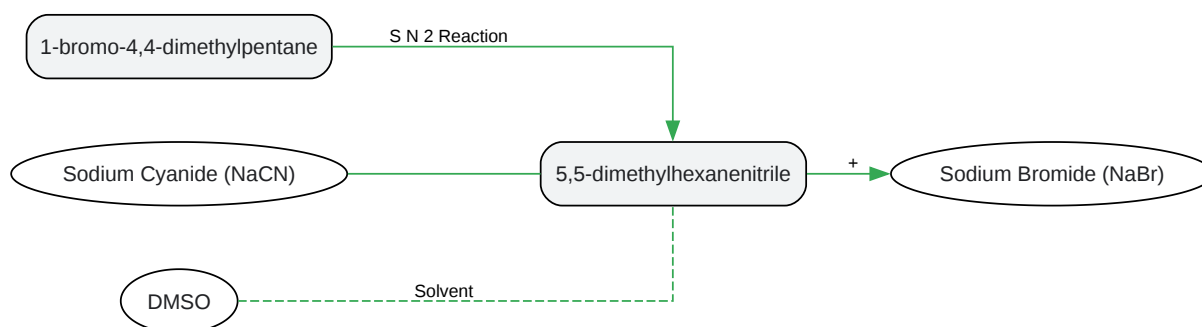 1-bromo-4,4-dimethylpentane
S N 2 Reaction
Sodium Cyanide (NaCN)
5,5-dimethylhexanenitrile
+
Sodium Bromide (NaBr)
DMSO
Solvent